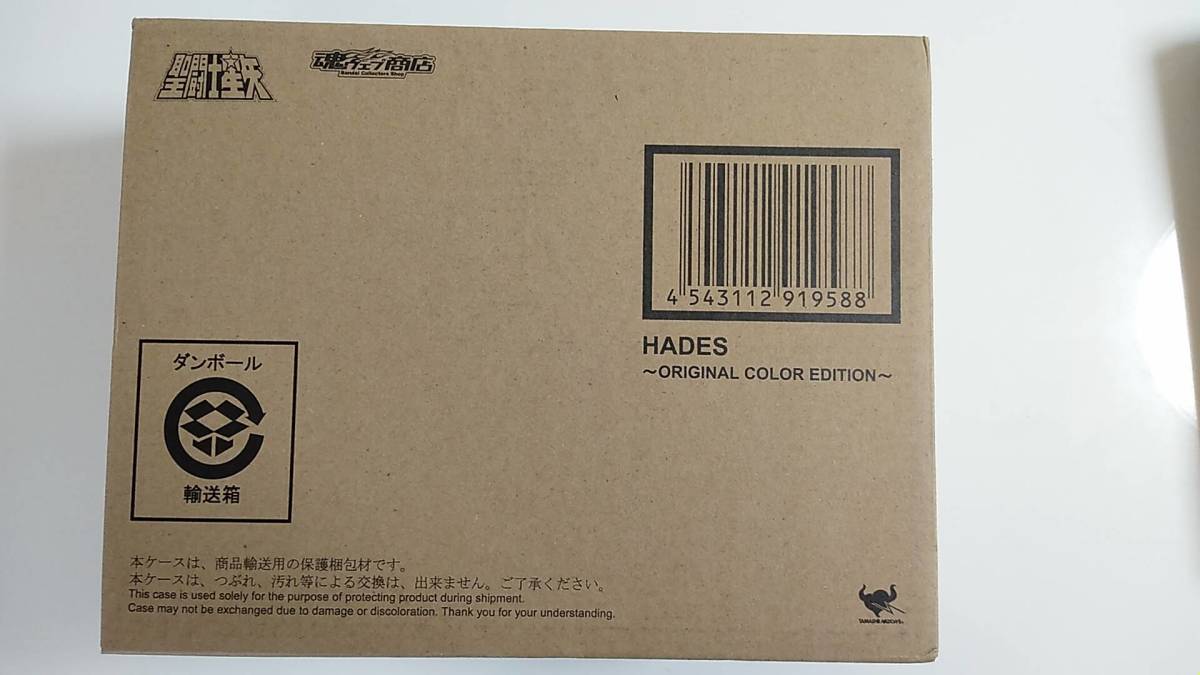 聖闘士星矢
魂ウェブ商店
Bandai Collectors Shop
4 543112 919588
HADES
～ORIGINAL COLOR EDITION～
ダンボール
輸送箱
本ケースは、商品輸送用の保護梱包材です。
本ケースは、つぶれ、汚れ等による交換は、出来ません。ご了承ください。
This case is used solely for the purpose of protecting product during shipment.
Case may not be exchanged due to damage or discoloration. Thank you for your understanding.
TAMASHII NATIONS